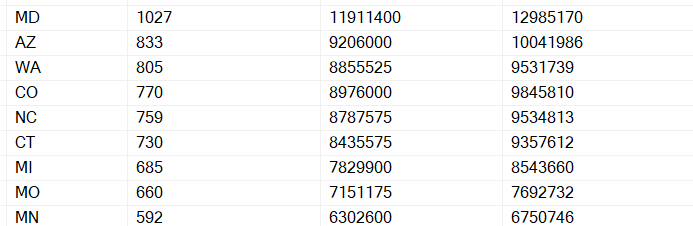 MD 1027 11911400 12985170
AZ 833 9206000 10041986
WA 805 8855525 9531739
CO 770 8976000 9845810
NC 759 8787575 9534813
CT 730 8435575 9357612
MI 685 7829900 8543660
MO 660 7151175 7692732
MN 592 6302600 6750746